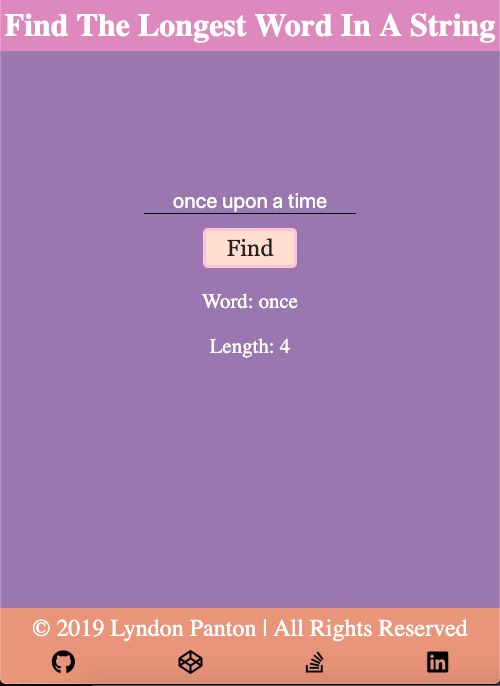 Find The Longest Word In A String
once upon a time
Find
Word: once
Length: 4
© 2019 Lyndon Panton | All Rights Reserved